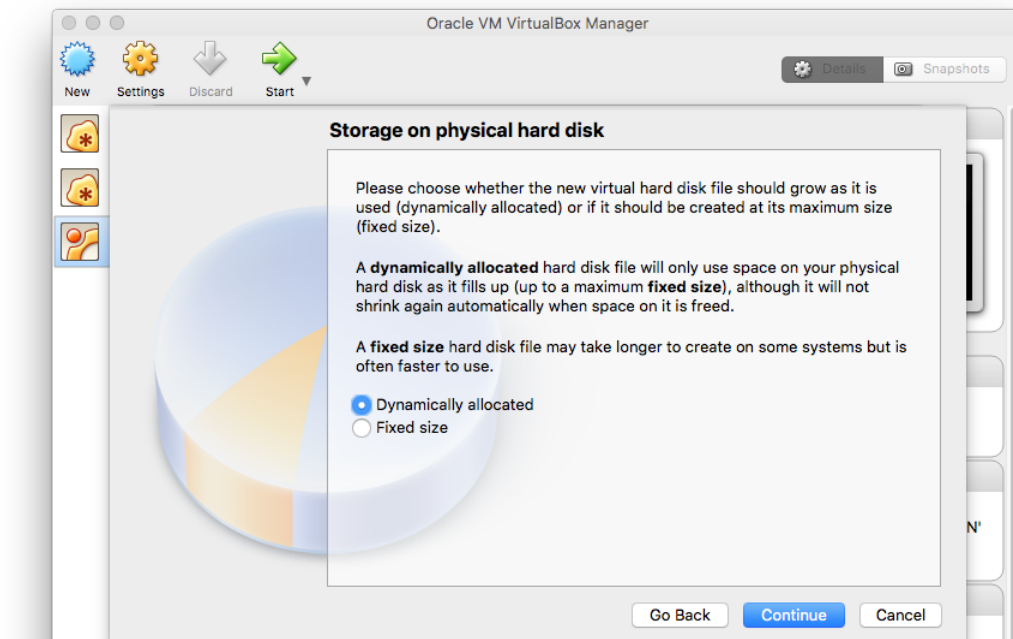 Oracle VM VirtualBox Manager
New
Settings
Discard
Start
Details
Snapshots
Storage on physical hard disk
Please choose whether the new virtual hard disk file should grow as it is
used (dynamically allocated) or if it should be created at its maximum size
(fixed size).
A dynamically allocated hard disk file will only use space on your physical
hard disk as it fills up (up to a maximum fixed size), although it will not
shrink again automatically when space on it is freed.
A fixed size hard disk file may take longer to create on some systems but is
often faster to use.
Dynamically allocated
Fixed size
N'
Go Back
Continue
Cancel